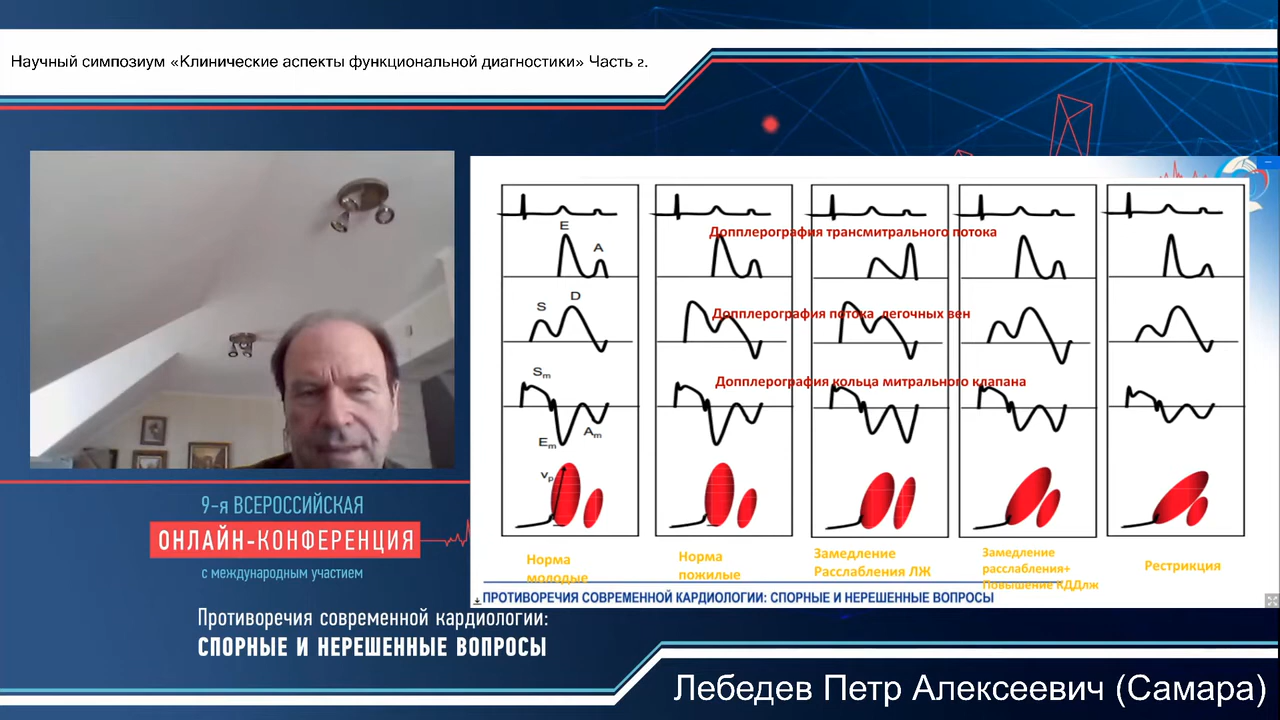 Научный симпозиум «Клинические аспекты функциональной диагностики» Часть 2.
9-я ВСЕРОССИЙСКАЯ
ОНЛАЙН-КОНФЕРЕНЦИЯ
с международным участием
Противоречия современной кардиологии:
СПОРНЫЕ И НЕРЕШЕННЫЕ ВОПРОСЫ
E
A
Допплерография трансмитрального потока
S
D
Допплерография потока легочных вен
Sm
Допплерография кольца митрального клапана
Em
Am
Vp
Норма
молодые
Норма
пожилые
Замедление
Расслабления ЛЖ
Замедление
расслабления+
Повышение КДДлж
Рестрикция
ПРОТИВОРЕЧИЯ СОВРЕМЕННОЙ КАРДИОЛОГИИ: СПОРНЫЕ И НЕРЕШЕННЫЕ ВОПРОСЫ
Лебедев Петр Алексеевич (Самара)